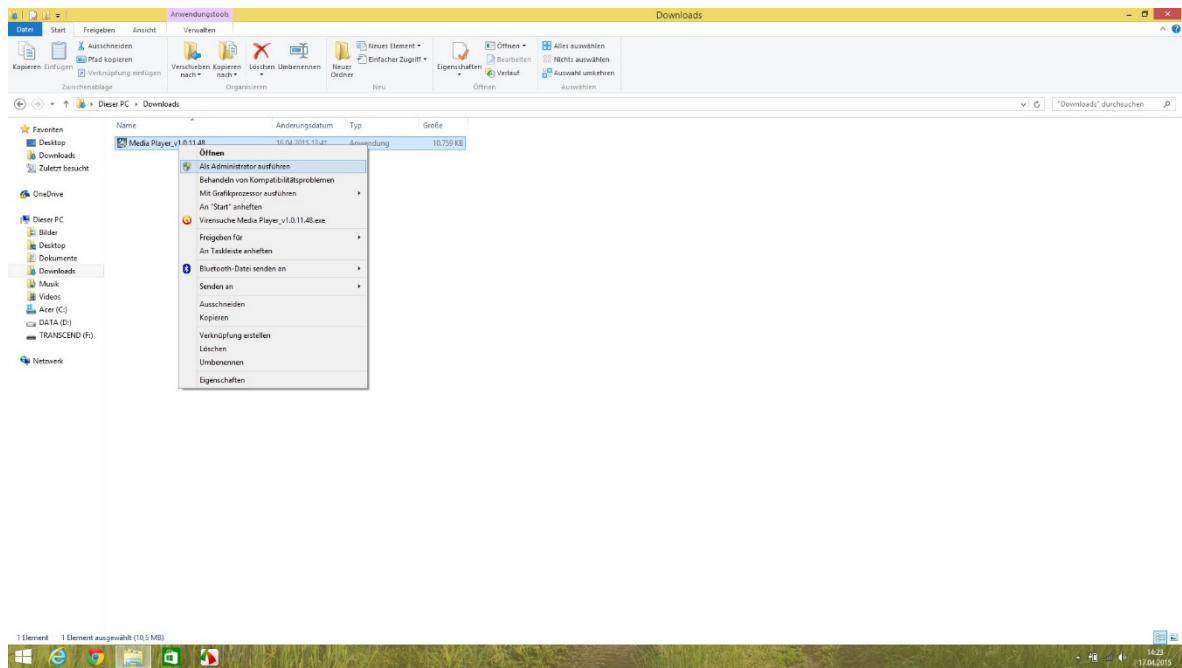 Anwendungstools
Downloads
Datei Start Freigeben Ansicht Verwalten
Kopieren Einfügen
Ausschneiden
Pfad kopieren
Verknüpfung einfügen
Verschieben nach
Kopieren nach
Löschen Umbenennen
Neuer Ordner
Neues Element
Einfacher Zugriff
Eigenschaften
Öffnen
Bearbeiten
Verlauf
Alles auswählen
Nichts auswählen
Auswahl umkehren
Zwischenablage Organisieren Neu Öffnen Auswählen
Dieser PC Downloads
"Downloads" durchsuchen
Name Änderungsdatum Typ Größe
Media Player_v1.0.11.48 16.04.2015 13:41 Anwendung 10.759 KB
Favoriten
Desktop
Downloads
Zuletzt besucht
OneDrive
Dieser PC
Bilder
Desktop
Dokumente
Downloads
Musik
Videos
Acer (C:)
DATA (D:)
TRANSCEND (F:)
Netzwerk
Öffnen
Als Administrator ausführen
Behandeln von Kompatibilitätsproblemen
Mit Grafikprozessor ausführen
An "Start" anheften
Virensuche Media Player_v1.0.11.48.exe
Freigeben für
An Taskleiste anheften
Bluetooth-Datei senden an
Senden an
Ausschneiden
Kopieren
Verknüpfung erstellen
Löschen
Umbenennen
Eigenschaften
1 Element 1 Element ausgewählt (10,5 MB)
14:23
17.04.2015